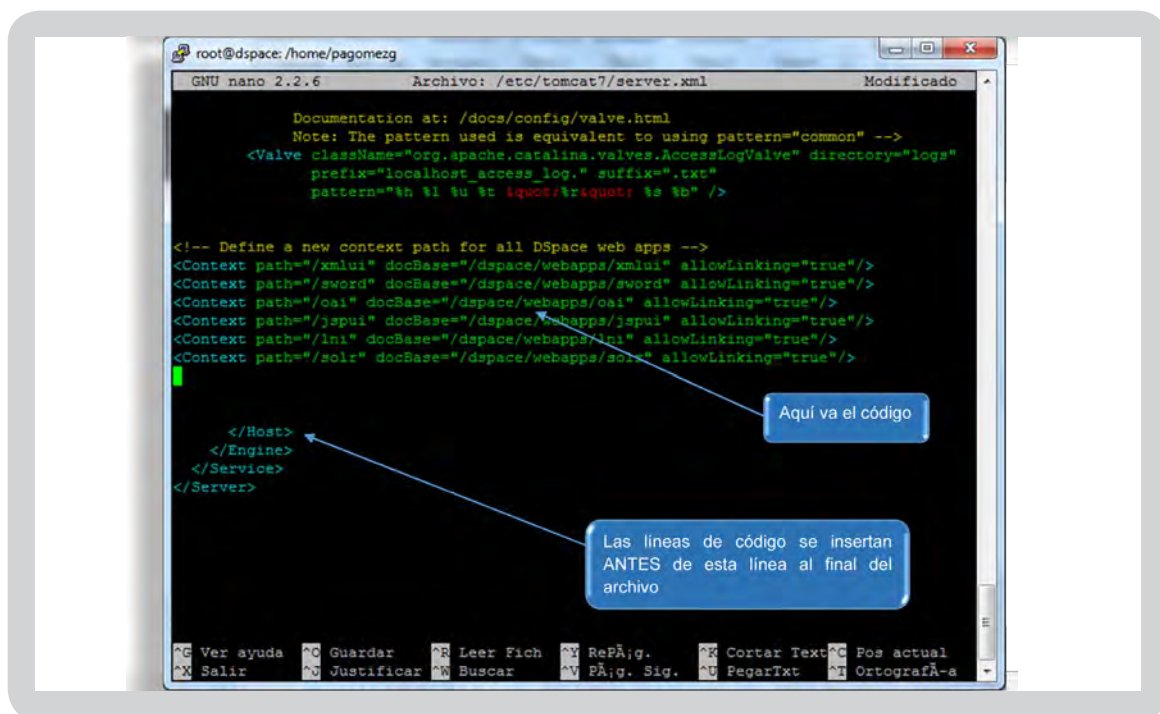 root@dspace: /home/pagomezg
GNU nano 2.2.6 Archivo: /etc/tomcat7/server.xml Modificado
Documentation at: /docs/config/valve.html
Note: The pattern used is equivalent to using pattern="common" -->
<Valve className="org.apache.catalina.valves.AccessLogValve" directory="logs"
prefix="localhost_access_log." suffix=".txt"
pattern="%h %l %u %t &quot;%r&quot; %s %b" />
<!-- Define a new context path for all DSpace web apps -->
<Context path="/xmlui" docBase="/dspace/webapps/xmlui" allowLinking="true"/>
<Context path="/sword" docBase="/dspace/webapps/sword" allowLinking="true"/>
<Context path="/oai" docBase="/dspace/webapps/oai" allowLinking="true"/>
<Context path="/jspui" docBase="/dspace/webapps/jspui" allowLinking="true"/>
<Context path="/lni" docBase="/dspace/webapps/lni" allowLinking="true"/>
<Context path="/solr" docBase="/dspace/webapps/solr" allowLinking="true"/>
Aquí va el código
</Host>
</Engine>
</Service>
</Server>
Las líneas de código se insertan
ANTES de esta línea al final del
archivo
^G Ver ayuda ^O Guardar ^R Leer Fich ^Y RePÃ¡g. ^K Cortar Text ^C Pos actual
^X Salir ^J Justificar ^W Buscar ^V PÃ¡g. Sig. ^U PegarTxt ^T OrtografÃ-a